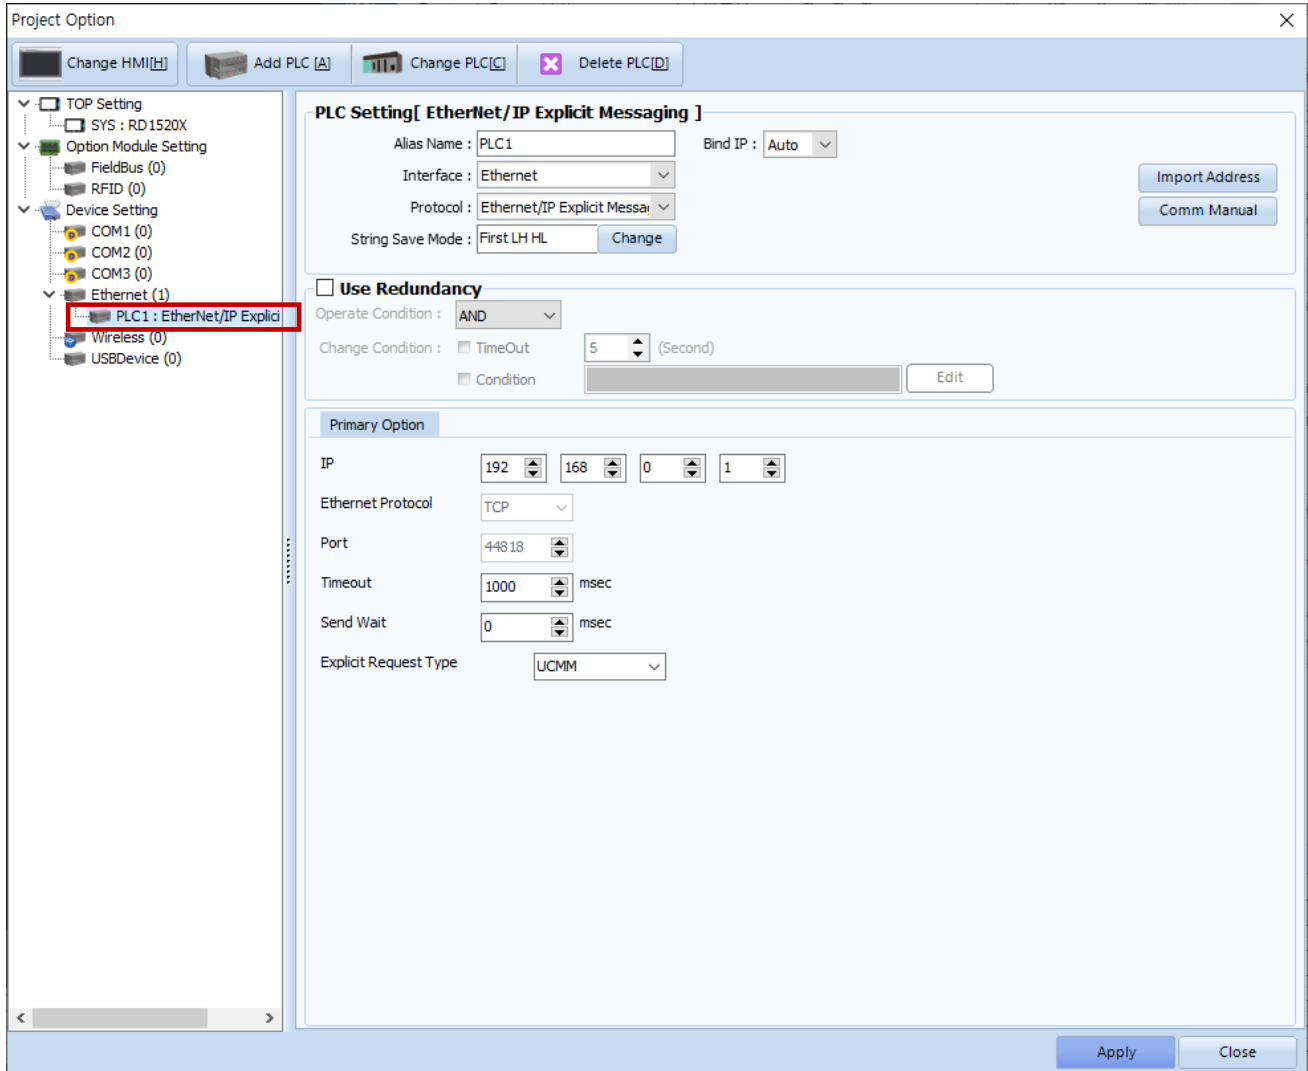 Project Option
Change HMI[H]
Add PLC [A]
Change PLC[C]
Delete PLC[D]
TOP Setting
SYS : RD1520X
Option Module Setting
FieldBus (0)
RFID (0)
Device Setting
COM1 (0)
COM2 (0)
COM3 (0)
Ethernet (1)
PLC1 : EtherNet/IP Explici
Wireless (0)
USBDevice (0)
PLC Setting[ EtherNet/IP Explicit Messaging ]
Alias Name : PLC1 Bind IP : Auto
Interface : Ethernet
Import Address
Protocol : Ethernet/IP Explicit Messa
Comm Manual
String Save Mode : First LH HL Change
Use Redundancy
Operate Condition : AND
Change Condition : TimeOut 5 (Second)
Condition Edit
Primary Option
IP 192 168 0 1
Ethernet Protocol TCP
Port 44818
Timeout 1000 msec
Send Wait 0 msec
Explicit Request Type UCMM
Apply Close